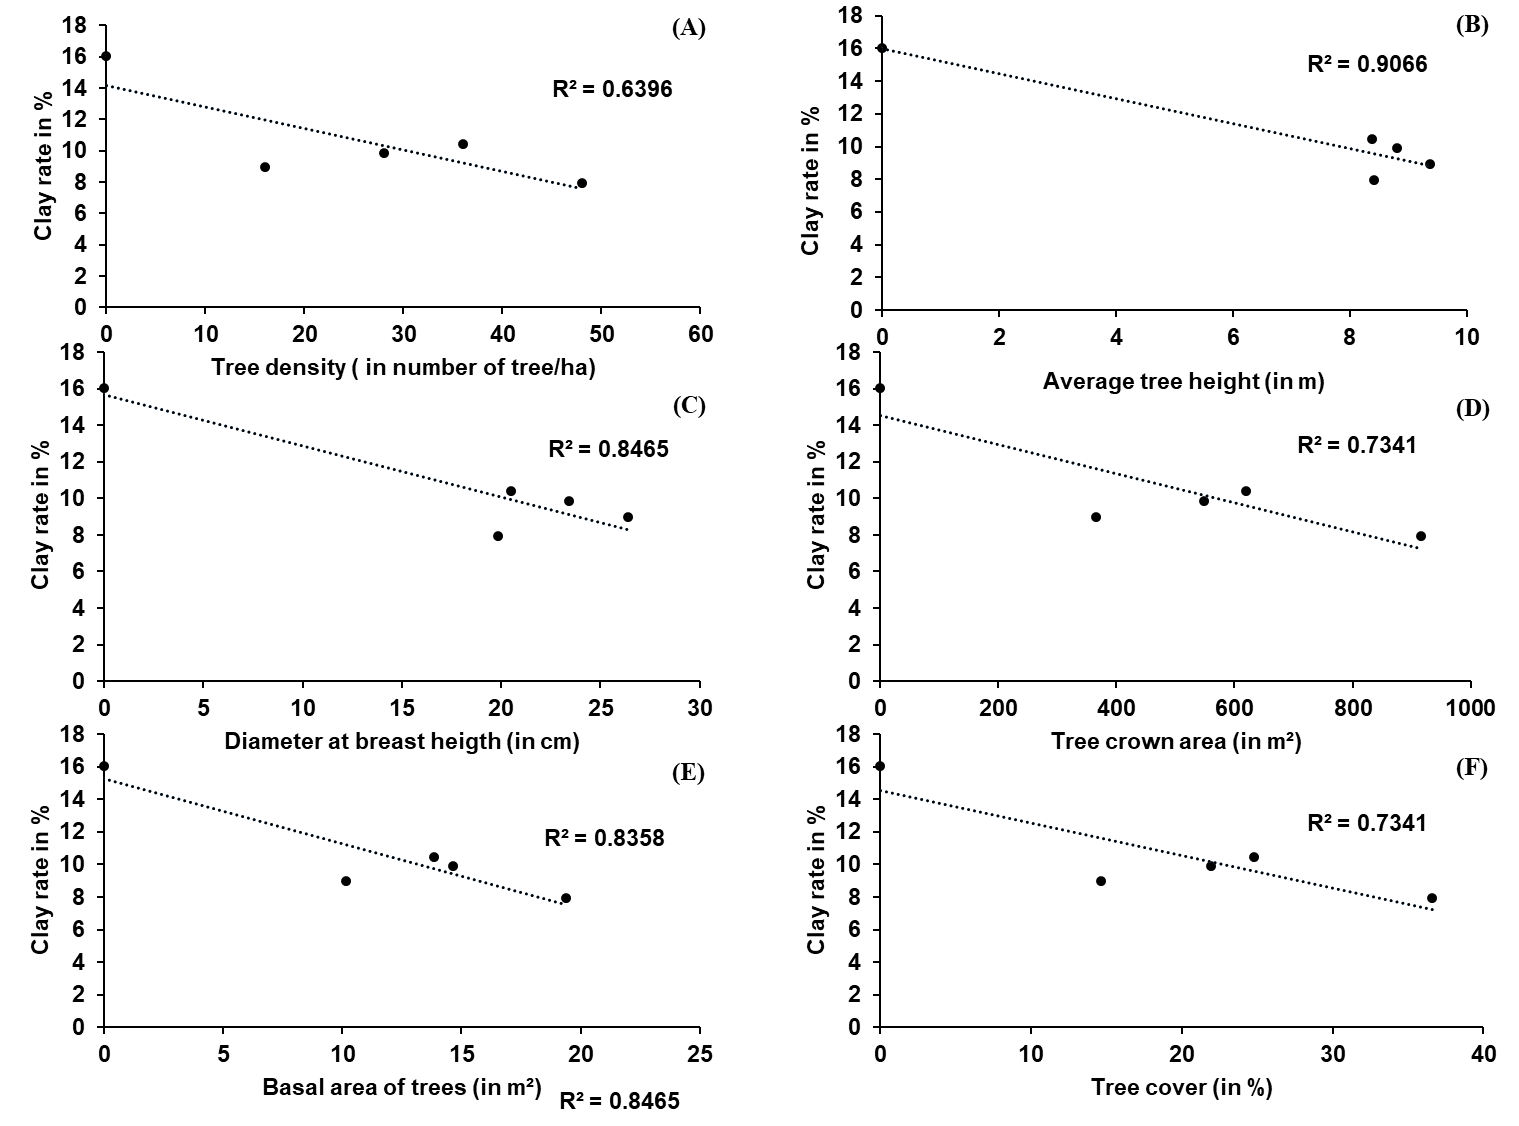 (A)
R² = 0.6396
Clay rate in %
18
16
14
12
10
8
6
4
2
0
0 10 20 30 40 50 60
Tree density ( in number of tree/ha)
(B)
R² = 0.9066
Clay rate in %
18
16
14
12
10
8
6
4
2
0
0 2 4 6 8 10
Average tree height (in m)
(C)
R² = 0.8465
Clay rate in %
18
16
14
12
10
8
6
4
2
0
0 5 10 15 20 25 30
Diameter at breast heigth (in cm)
(D)
R² = 0.7341
Clay rate in %
18
16
14
12
10
8
6
4
2
0
0 200 400 600 800 1000
Tree crown area (in m²)
(E)
R² = 0.8358
Clay rate in %
18
16
14
12
10
8
6
4
2
0
0 5 10 15 20 25
Basal area of trees (in m²)
R² = 0.8465
(F)
R² = 0.7341
Clay rate in %
18
16
14
12
10
8
6
4
2
0
0 10 20 30 40
Tree cover (in %)